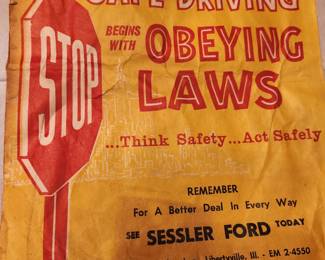 SAFE DRIVING
BEGINS
WITH OBEYING
LAWS
STOP
...Think Safety...Act Safely
REMEMBER
For A Better Deal In Every Way
SEE SESSLER FORD TODAY
Libertyville, Ill. - EM 2-4550